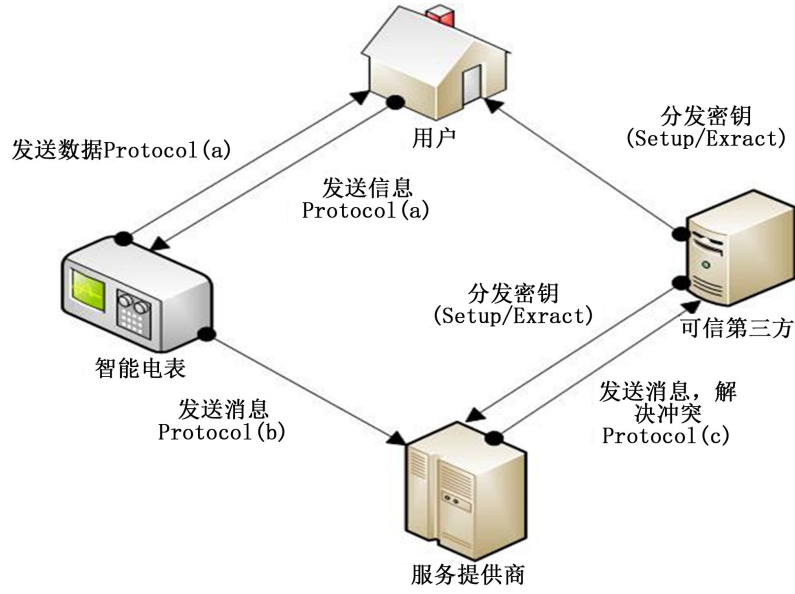 用户
分发密钥
(Setup/Exract)
发送数据Protocol(a)
发送信息
Protocol(a)
分发密钥
(Setup/Exract)
可信第三方
智能电表
发送消息
Protocol(b)
发送消息，解
决冲突
Protocol(c)
服务提供商